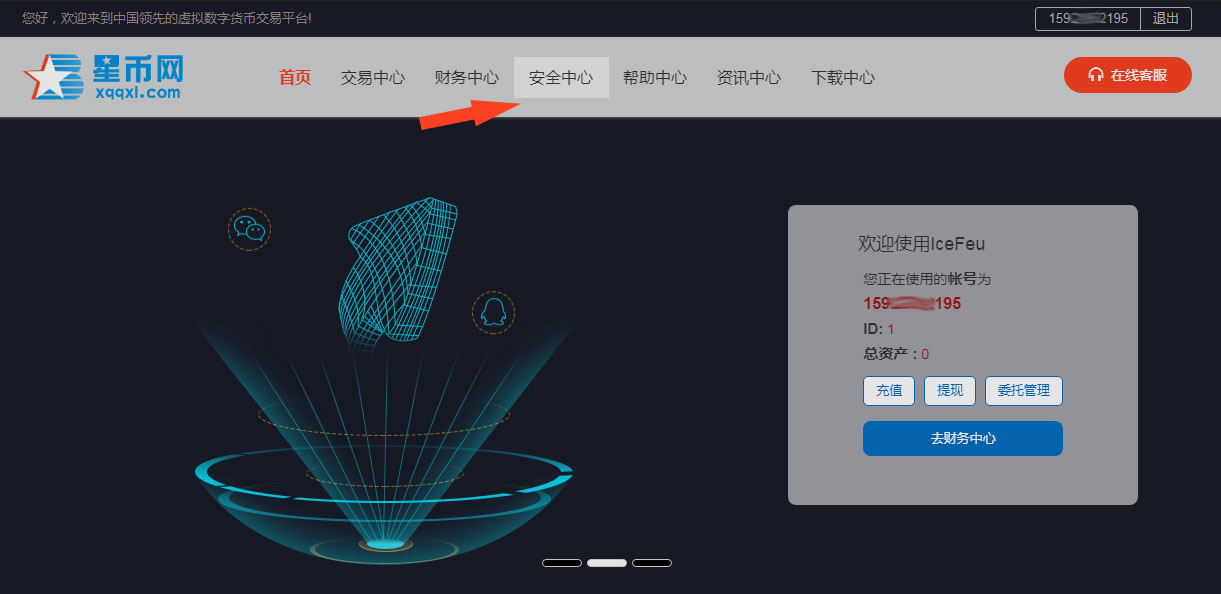 您好，欢迎来到中国领先的虚拟数字货币交易平台!
159 2195 退出
星币网
xqqxl.com
首页 交易中心 财务中心 安全中心 帮助中心 资讯中心 下载中心
在线客服
欢迎使用IceFeu
您正在使用的帐号为
159 195
ID: 1
总资产：0
充值 提现 委托管理
去财务中心